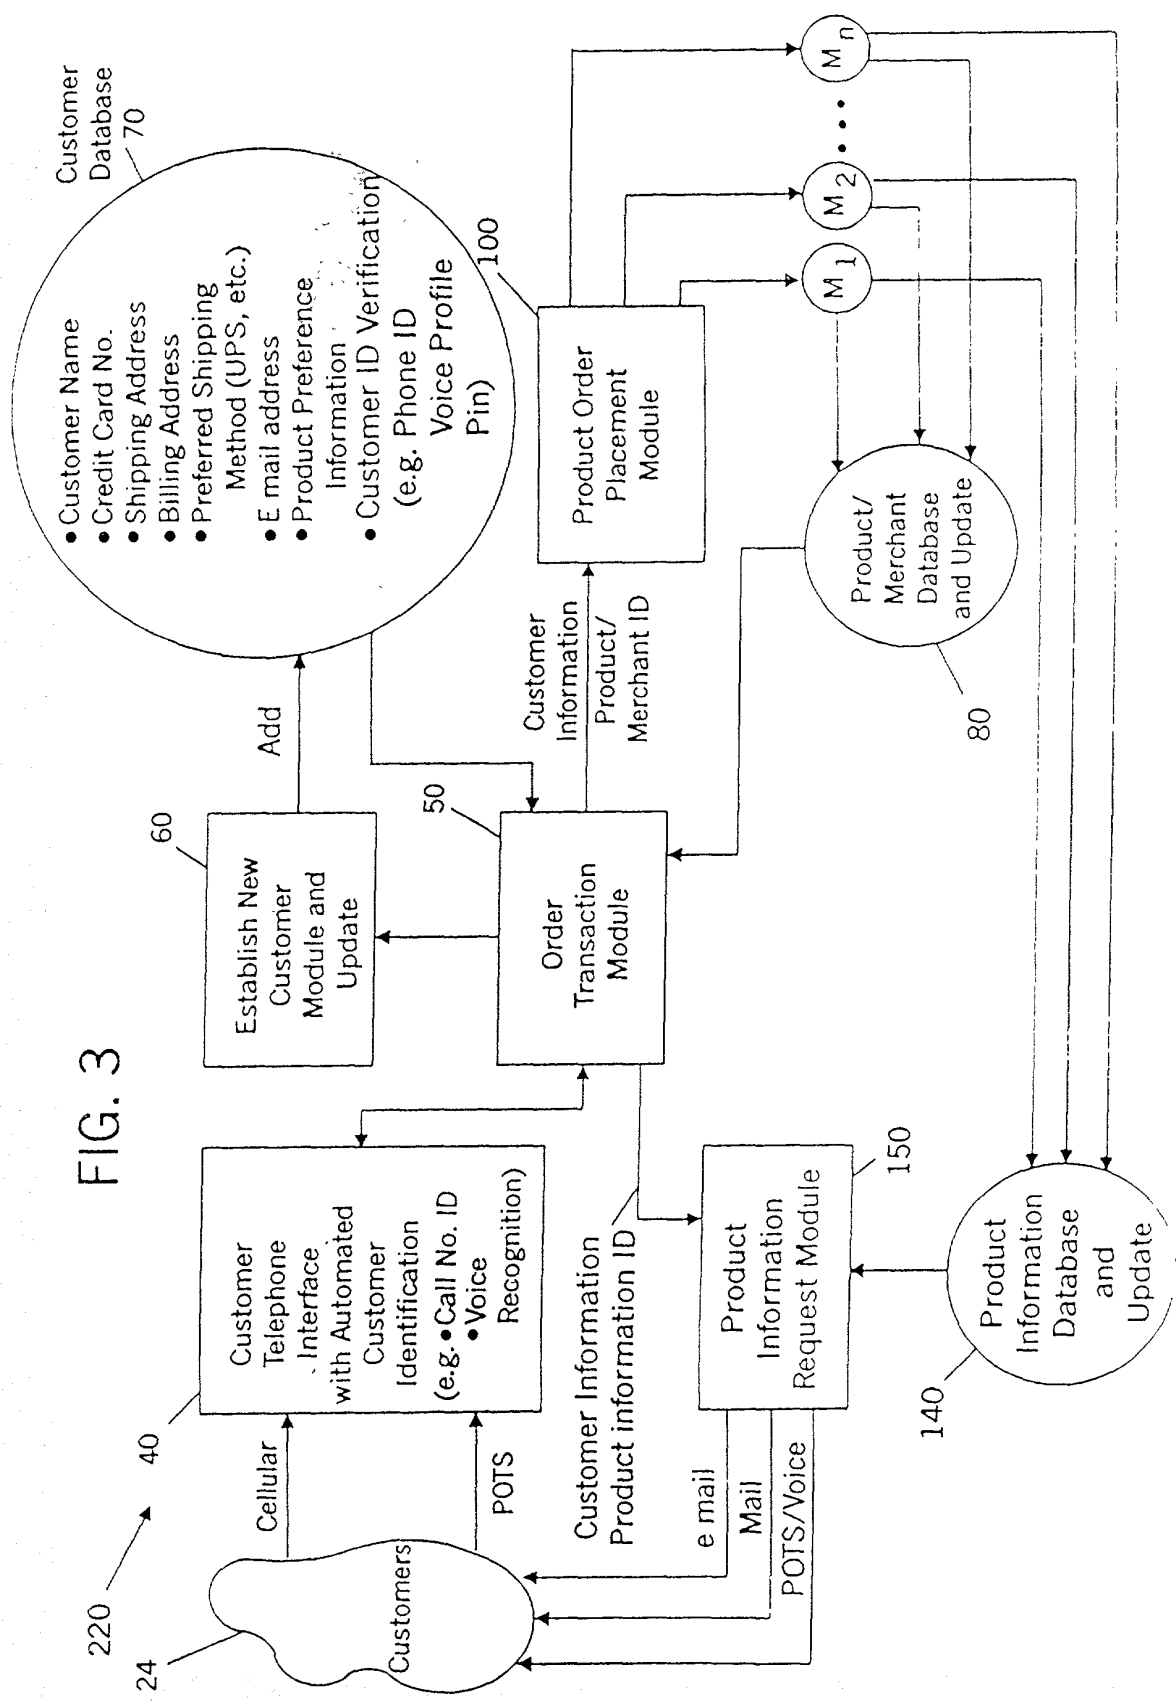 FIG. 3
220
24
Customers
Cellular
POTS
40
Customer
Telephone
Interface
with Automated
Customer
Identification
(e.g. • Call No. ID
• Voice
Recognition)
60
Establish New
Customer
Module and
Update
Add
Customer
Database
70
• Customer Name
• Credit Card No.
• Shipping Address
• Billing Address
• Preferred Shipping
Method (UPS, etc.)
• E mail address
• Product Preference
Information
• Customer ID Verification
(e.g. Phone ID
Voice Profile
Pin)
50
Order
Transaction
Module
Customer
Information
Product/
Merchant ID
100
Product Order
Placement
Module
M1
M2
• • • •
Mn
80
Product/
Merchant
Database
and Update
Customer Information
Product information ID
e mail
Mail
POTS/Voice
150
Product
Information
Request Module
140
Product
Information
Database
and
Update